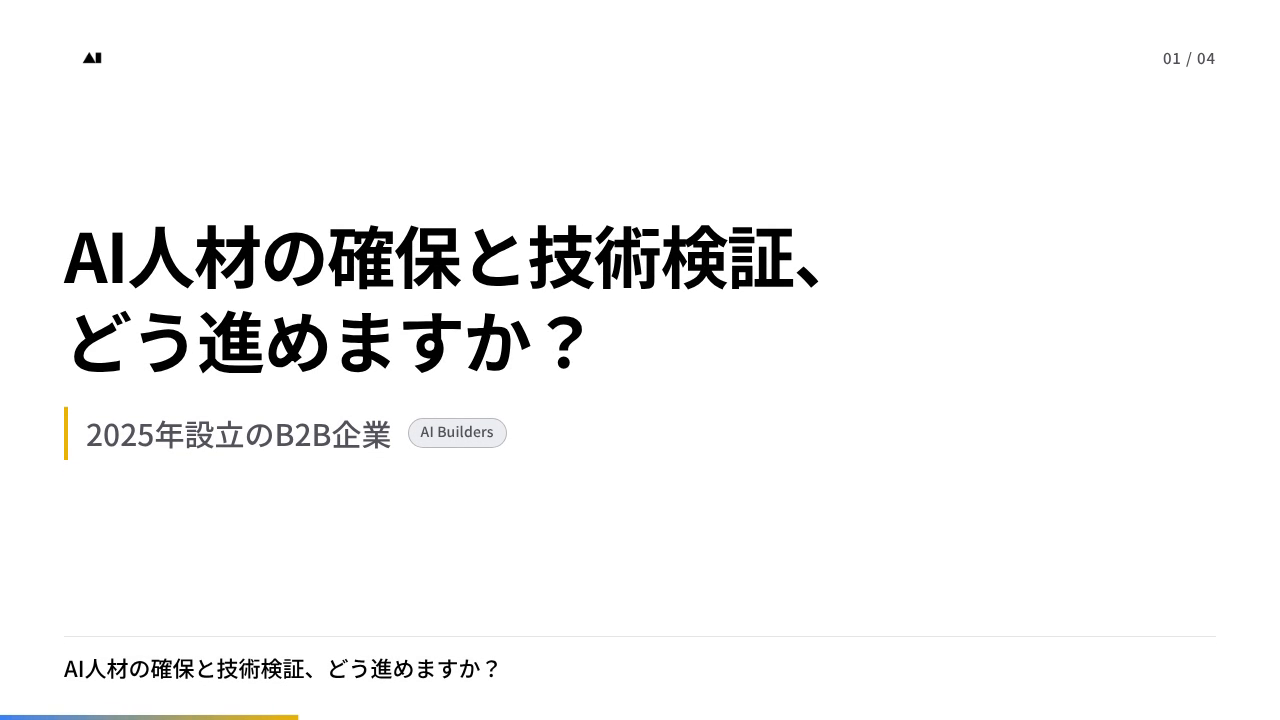 AI
01 / 04
AI人材の確保と技術検証、
どう進めますか？
2025年設立のB2B企業 AI Builders
AI人材の確保と技術検証、どう進めますか？